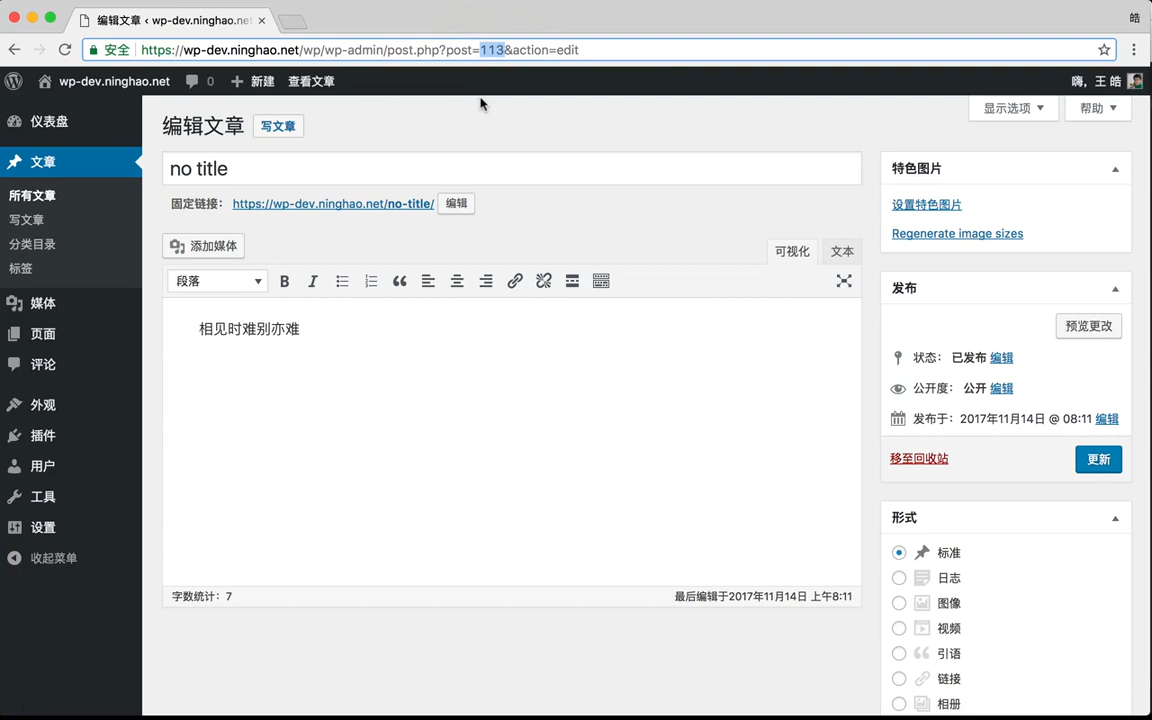 编辑文章 ‹ wp-dev.ninghao.net
皓
安全 https://wp-dev.ninghao.net/wp/wp-admin/post.php?post=113&action=edit
wp-dev.ninghao.net 0 新建 查看文章 嗨，王 皓
显示选项 帮助
仪表盘
文章
所有文章
写文章
分类目录
标签
媒体
页面
评论
外观
插件
用户
工具
设置
收起菜单
编辑文章 写文章
no title
固定链接： https://wp-dev.ninghao.net/no-title/ 编辑
添加媒体
可视化 文本
段落 B I
相见时难别亦难
字数统计：7 最后编辑于2017年11月14日 上午8:11
特色图片
设置特色图片
Regenerate image sizes
发布
预览更改
状态： 已发布 编辑
公开度： 公开 编辑
发布于：2017年11月14日 @ 08:11 编辑
移至回收站 更新
形式
标准
日志
图像
视频
引语
链接
相册